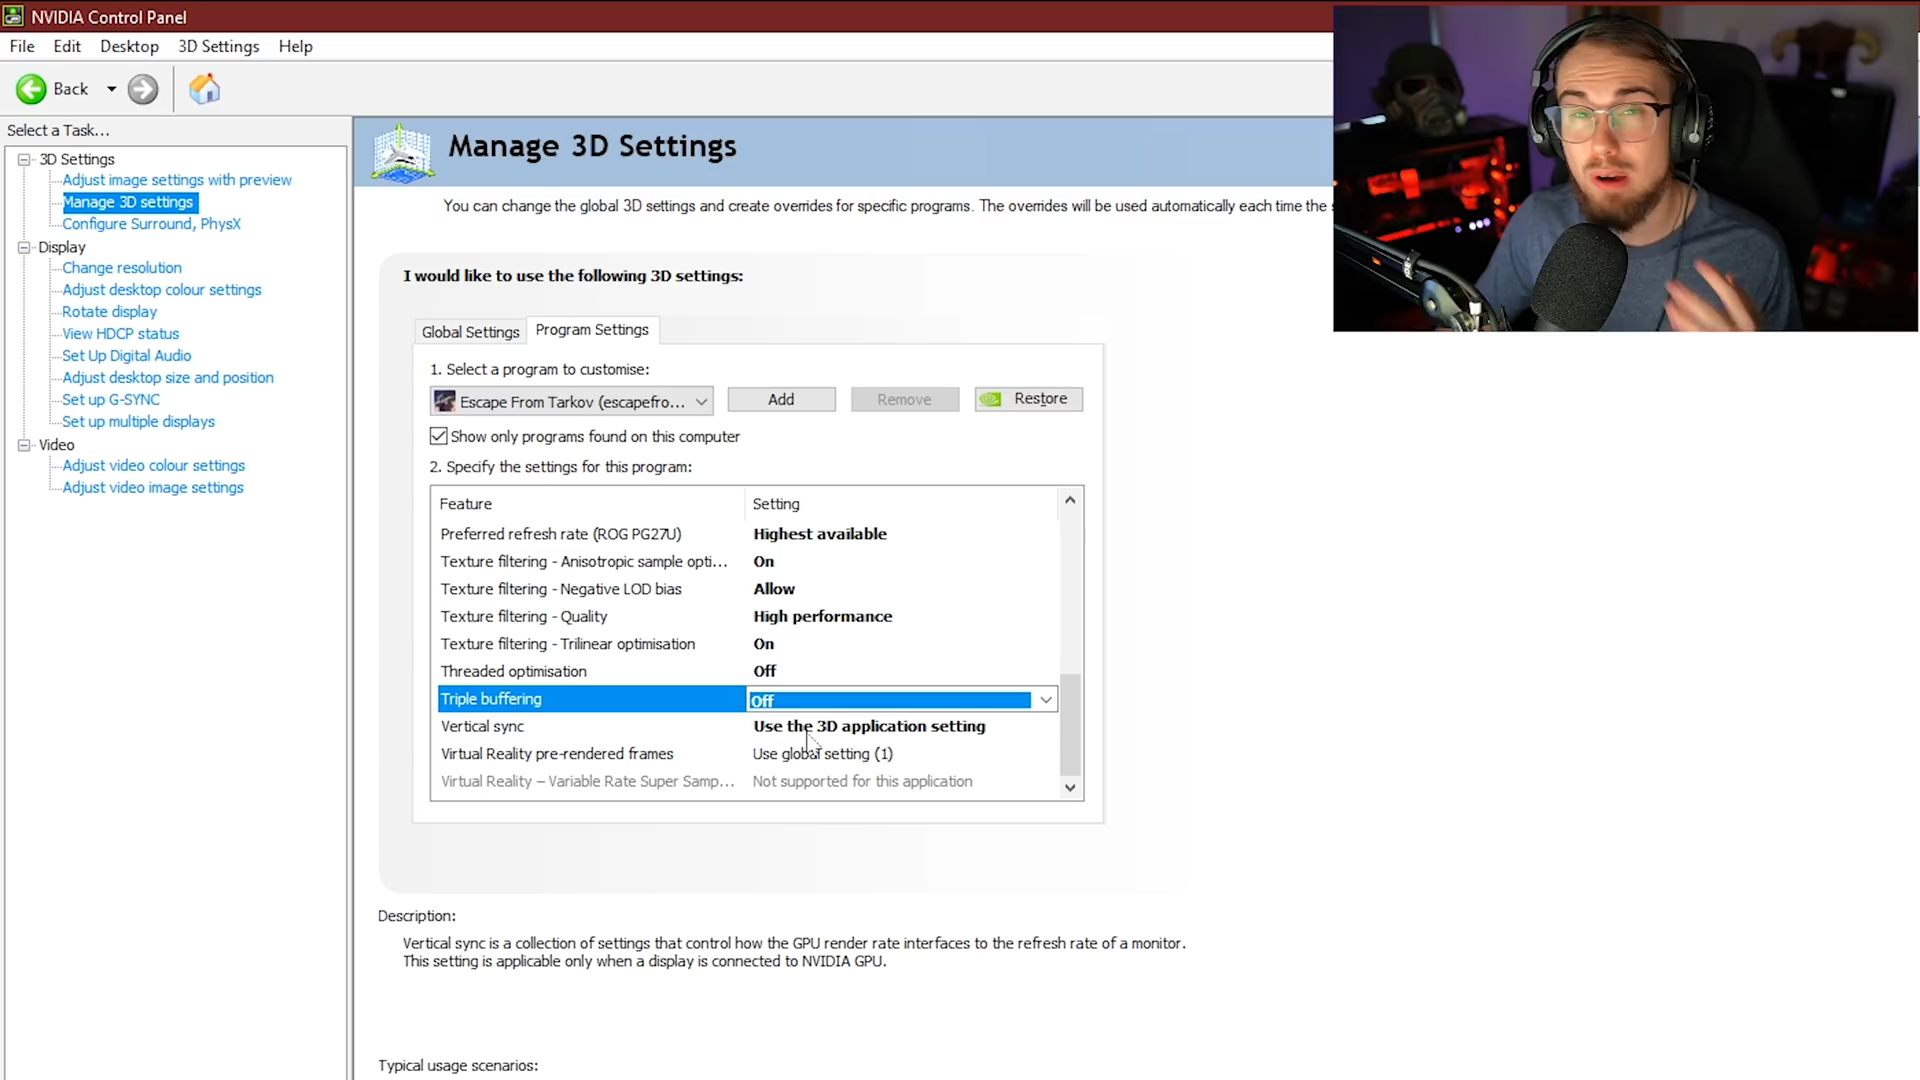 NVIDIA Control Panel
File Edit Desktop 3D Settings Help
Back
Select a Task...
3D Settings
Adjust image settings with preview
Manage 3D settings
Configure Surround, PhysX
Display
Change resolution
Adjust desktop colour settings
Rotate display
View HDCP status
Set Up Digital Audio
Adjust desktop size and position
Set up G-SYNC
Set up multiple displays
Video
Adjust video colour settings
Adjust video image settings
Manage 3D Settings
You can change the global 3D settings and create overrides for specific programs. The overrides will be used automatically each time the s
I would like to use the following 3D settings:
Global Settings Program Settings
1. Select a program to customise:
Escape From Tarkov (escapefro... Add Remove Restore
Show only programs found on this computer
2. Specify the settings for this program:
Feature Setting
Preferred refresh rate (ROG PG27U) Highest available
Texture filtering - Anisotropic sample opti... On
Texture filtering - Negative LOD bias Allow
Texture filtering - Quality High performance
Texture filtering - Trilinear optimisation On
Threaded optimisation Off
Triple buffering Off
Vertical sync Use the 3D application setting
Virtual Reality pre-rendered frames Use global setting (1)
Virtual Reality – Variable Rate Super Samp... Not supported for this application
Description:
Vertical sync is a collection of settings that control how the GPU render rate interfaces to the refresh rate of a monitor.
This setting is applicable only when a display is connected to NVIDIA GPU.
Typical usage scenarios: